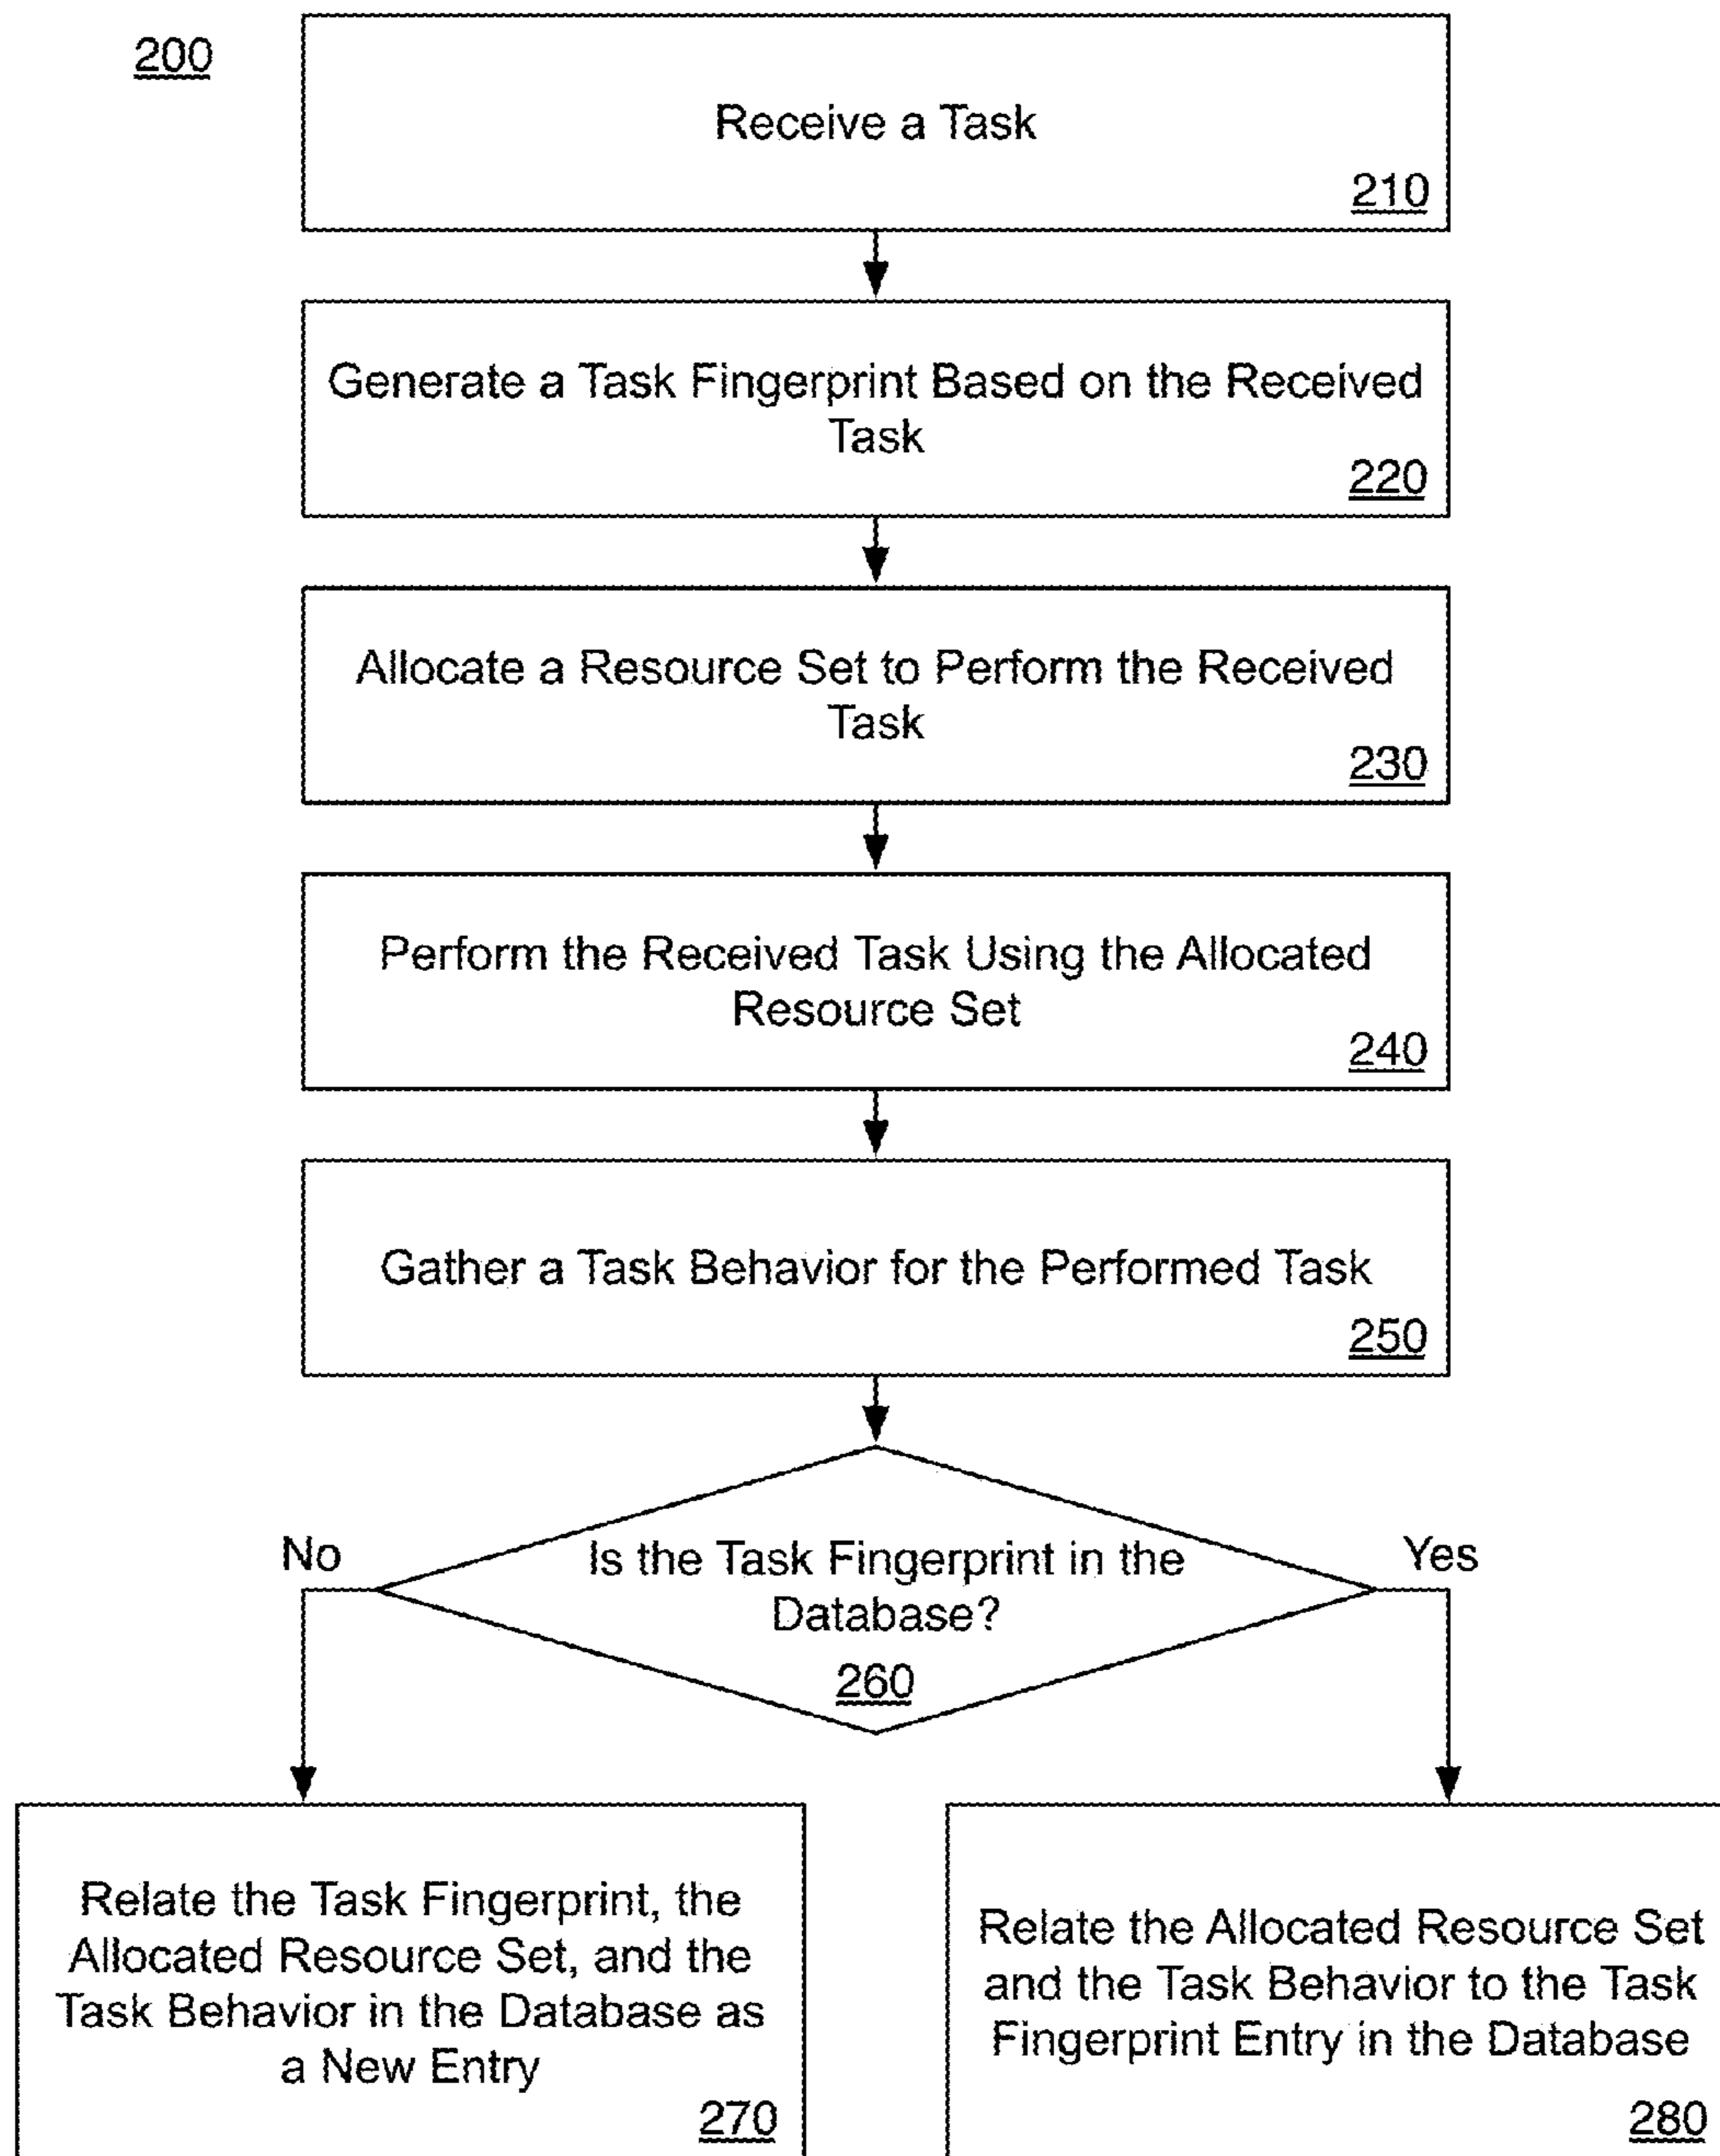 200
Receive a Task
210
Generate a Task Fingerprint Based on the Received
Task
220
Allocate a Resource Set to Perform the Received
Task
230
Perform the Received Task Using the Allocated
Resource Set
240
Gather a Task Behavior for the Performed Task
250
No
Is the Task Fingerprint in the
Database?
260
Yes
Relate the Task Fingerprint, the
Allocated Resource Set, and the
Task Behavior in the Database as
a New Entry
270
Relate the Allocated Resource Set
and the Task Behavior to the Task
Fingerprint Entry in the Database
280